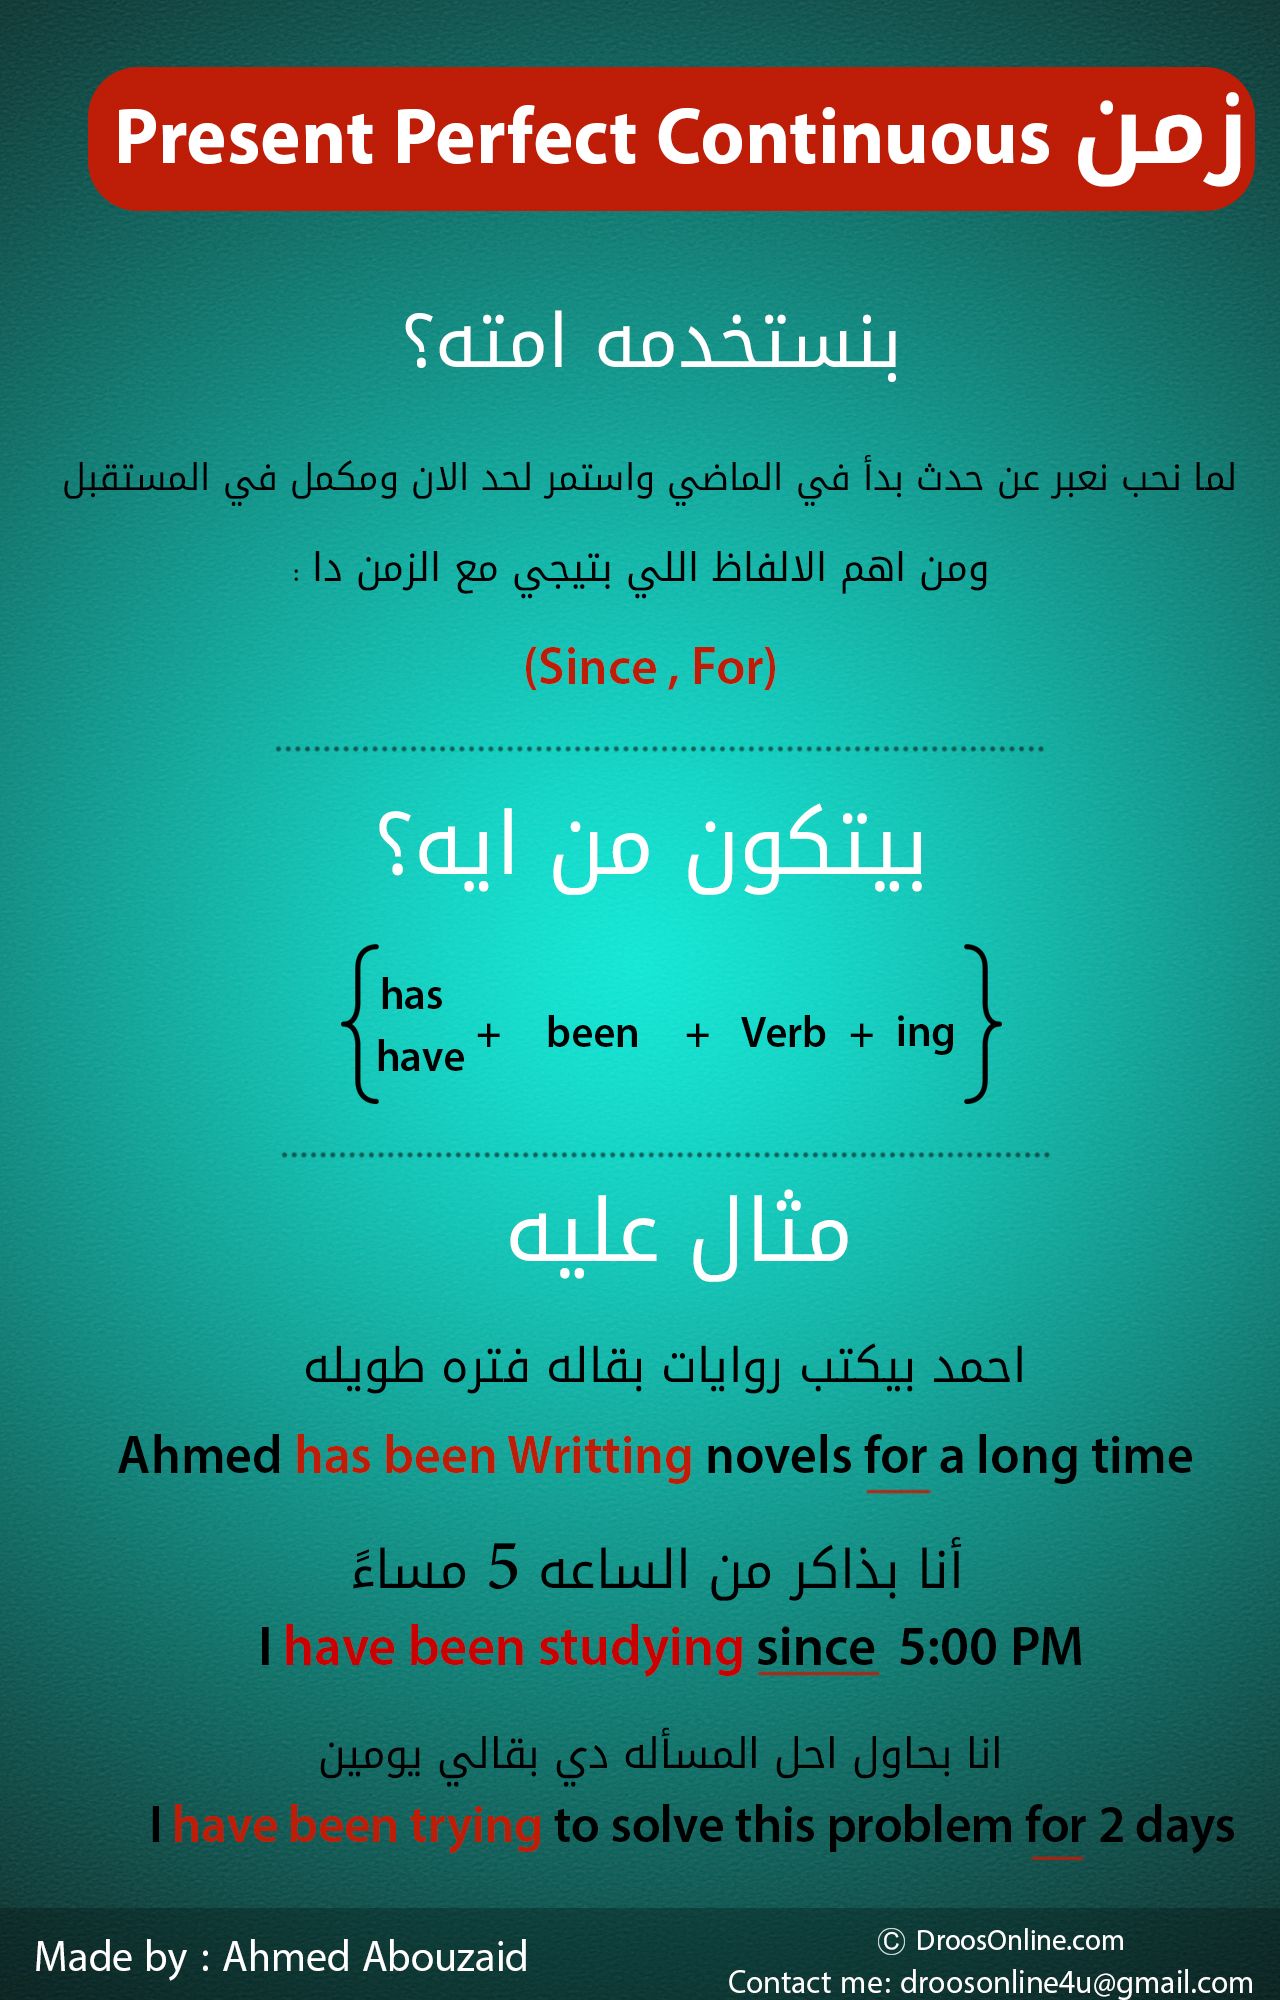 زمن Present Perfect Continuous
بنستخدمه امته؟
لما نحب نعبر عن حدث بدأ في الماضي واستمر لحد الان ومكمل في المستقبل
ومن اهم الالفاظ اللي بتيجي مع الزمن دا :
(Since , For)
بيتكون من ايه؟
has
have
+ been + Verb + ing
مثال عليه
احمد بيكتب روايات بقاله فتره طويله
Ahmed has been Writting novels for a long time
أنا بذاكر من الساعه 5 مساءً
I have been studying since 5:00 PM
انا بحاول احل المسأله دي بقالي يومين
I have been trying to solve this problem for 2 days
Made by : Ahmed Abouzaid
© DroosOnline.com
Contact me: droosonline4u@gmail.com